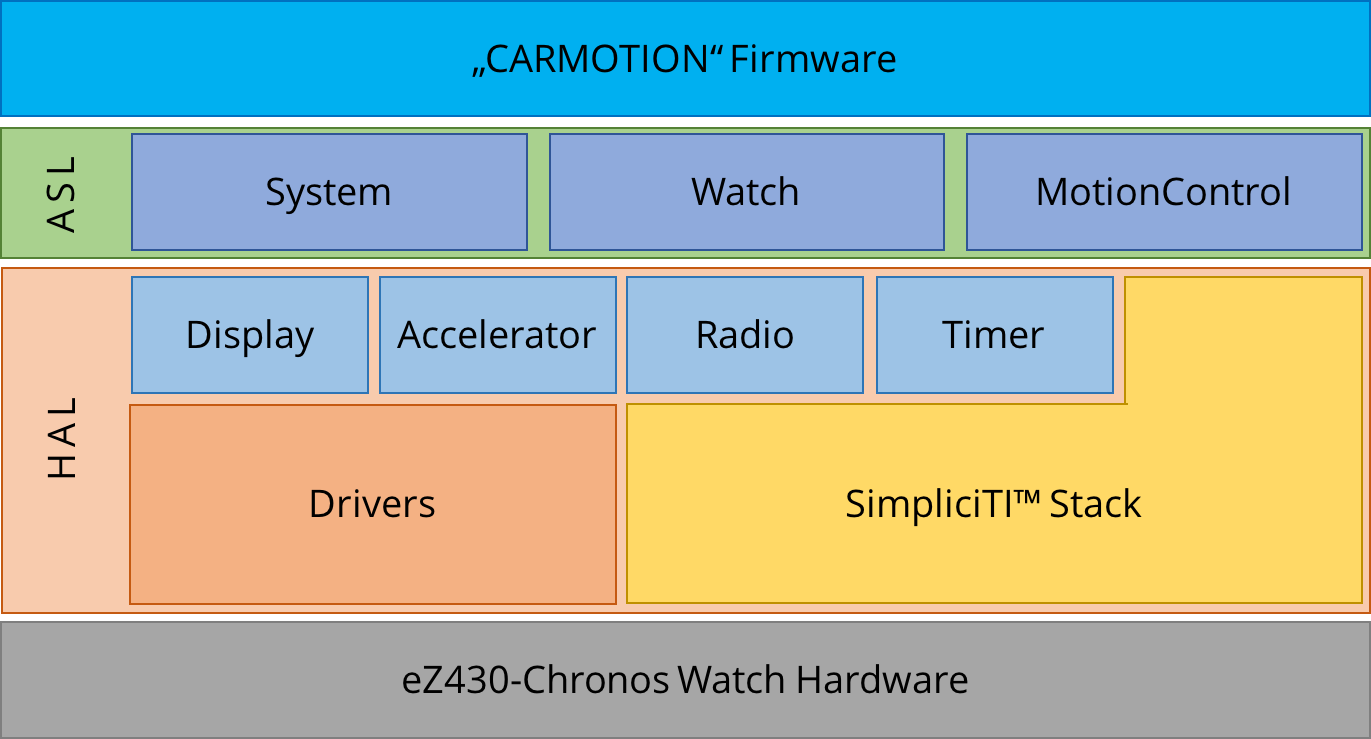 „CARMOTION“ Firmware
ASL
System
Watch
MotionControl
HAL
Display
Accelerator
Radio
Timer
Drivers
SimpliciTI™ Stack
eZ430-Chronos Watch Hardware